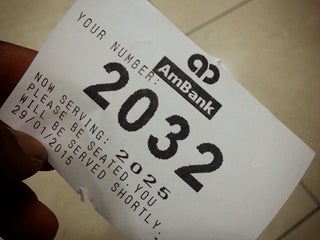 AmBank
YOUR NUMBER:
2032
NOW SERVING: 2025
PLEASE BE SEATED.YOU
WILL BE SERVED SHORTLY.
29/01/2015